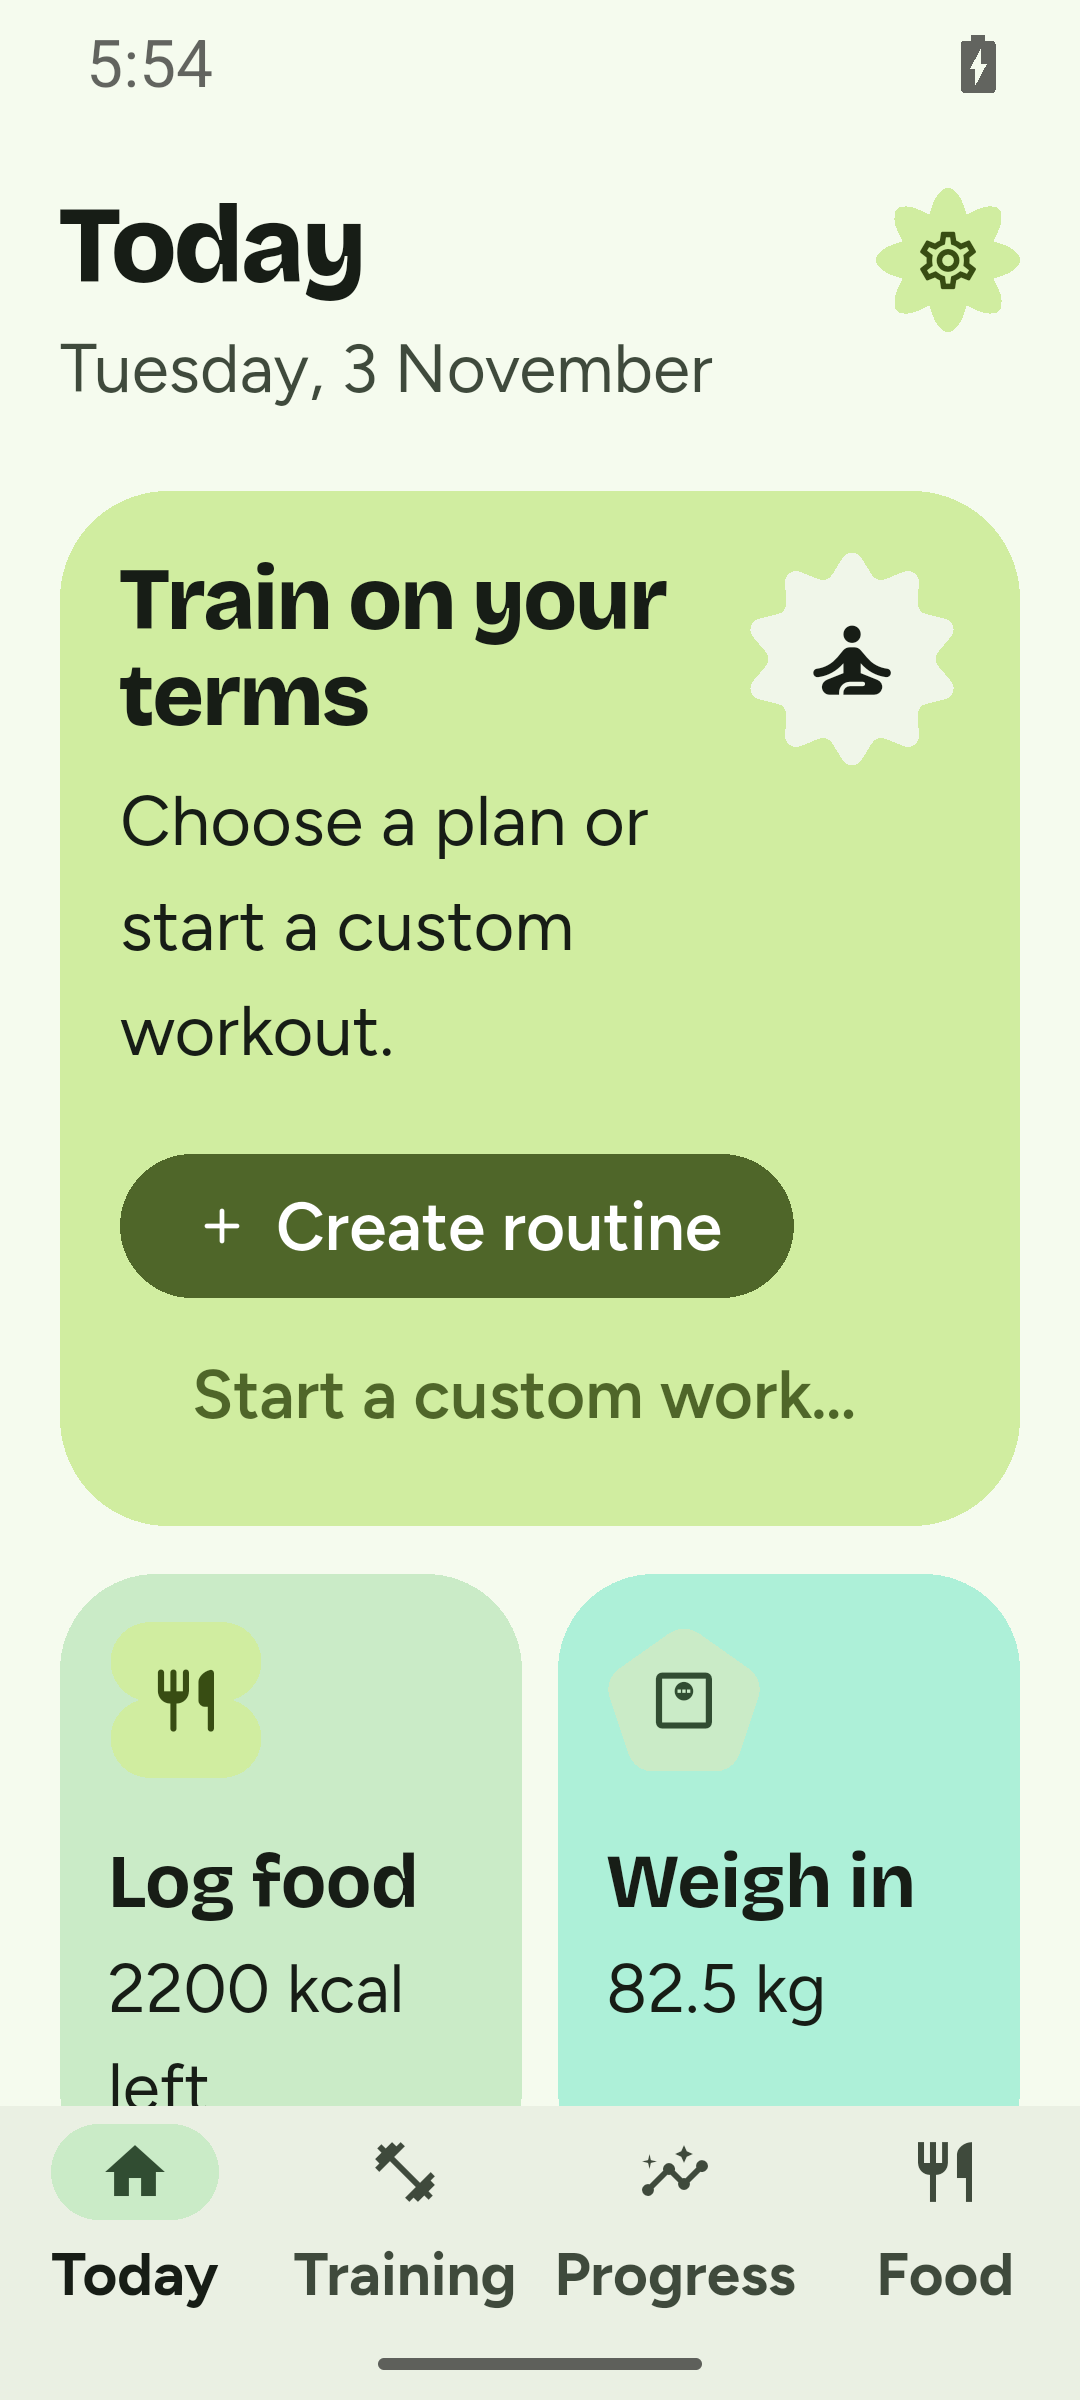 5:54
Today
Tuesday, 3 November
Train on your
terms
Choose a plan or
start a custom
workout.
Create routine
Start a custom work...
Log food
2200 kcal
left
Weigh in
82.5 kg
Today
Training
Progress
Food